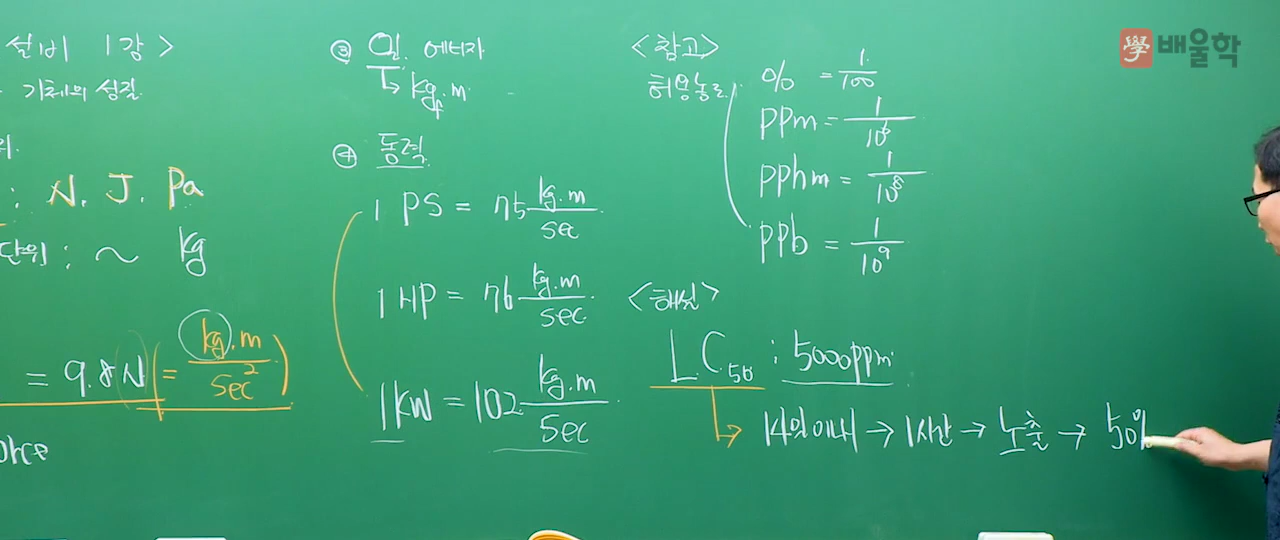 설비 1강>
기체의 성질
: N. J. Pa
단위 : ~ kg
= 9.8N (= kg.m / sec²)
orce
③ 일. 에너지
↳ kgf.m
④ 동력
1 PS = 75 kg.m / sec
1 HP = 76 kg.m / sec
1kW = 102 kg.m / sec
<참고>
허용농도
% = 1/100
ppm = 1/10⁶
pphm = 1/10⁸
ppb = 1/10⁹
<해설>
LC50 : 5000ppm
↳ 14일이내 → 1시간 → 노출 → 50%
學 배울학